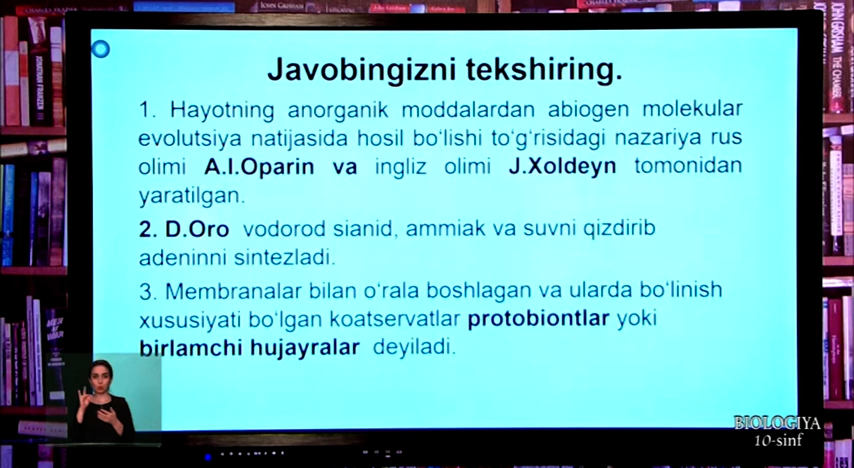 Javobingizni tekshiring.
1. Hayotning anorganik moddalardan abiogen molekular
evolutsiya natijasida hosil bo‘lishi to‘g‘risidagi nazariya rus
olimi A.I.Oparin va ingliz olimi J.Xoldeyn tomonidan
yaratilgan.
2. D.Oro vodorod sianid, ammiak va suvni qizdirib
adeninni sintezladi.
3. Membranalar bilan o‘rala boshlagan va ularda bo‘linish
xususiyati bo‘lgan koatservatlar protobiontlar yoki
birlamchi hujayralar deyiladi.
BIOLOGIYA
10-sinf
JOHN GRISHAM